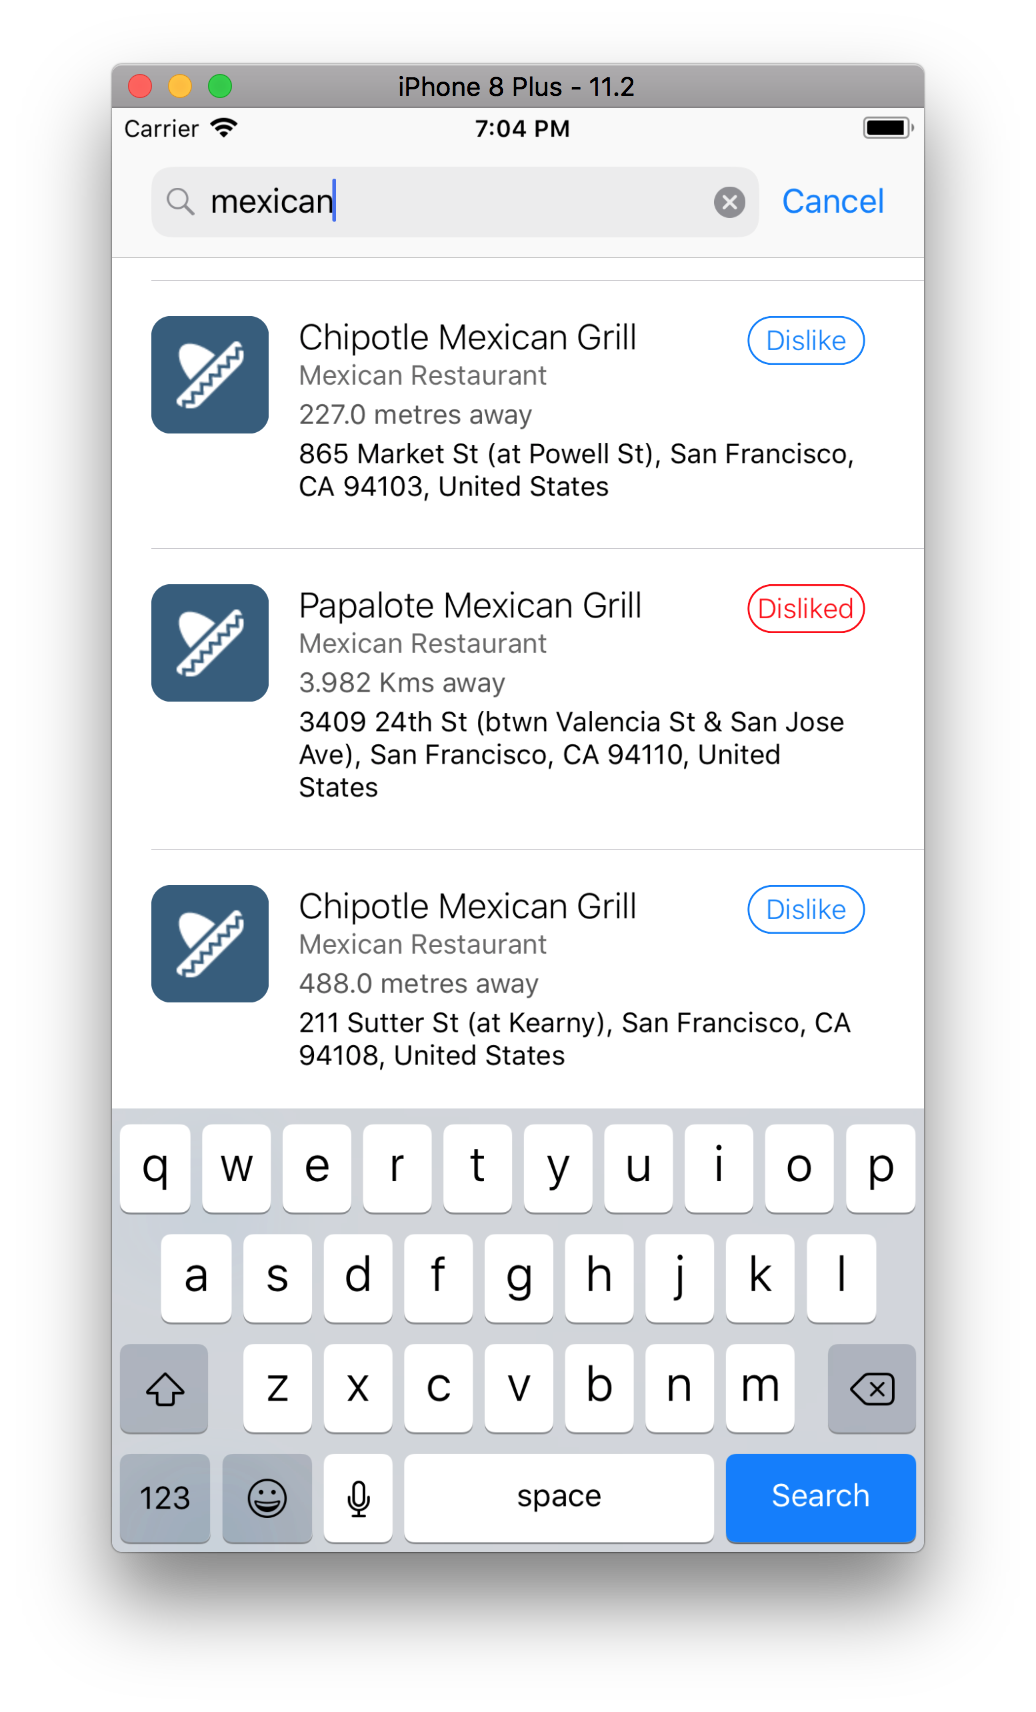 iPhone 8 Plus - 11.2
Carrier 7:04 PM
mexican Cancel
Chipotle Mexican Grill Dislike
Mexican Restaurant
227.0 metres away
865 Market St (at Powell St), San Francisco,
CA 94103, United States
Papalote Mexican Grill Disliked
Mexican Restaurant
3.982 Kms away
3409 24th St (btwn Valencia St & San Jose
Ave), San Francisco, CA 94110, United
States
Chipotle Mexican Grill Dislike
Mexican Restaurant
488.0 metres away
211 Sutter St (at Kearny), San Francisco, CA
94108, United States
q w e r t y u i o p
a s d f g h j k l
z x c v b n m
123 space Search